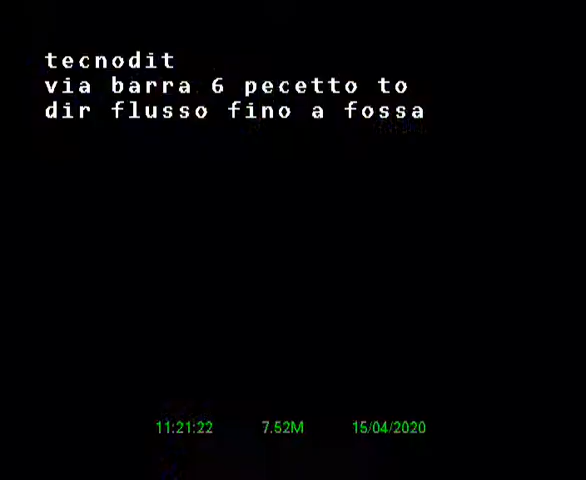 tecnodit
via barra 6 pecetto to
dir flusso fino a fossa
11:21:22 7.52M 15/04/2020